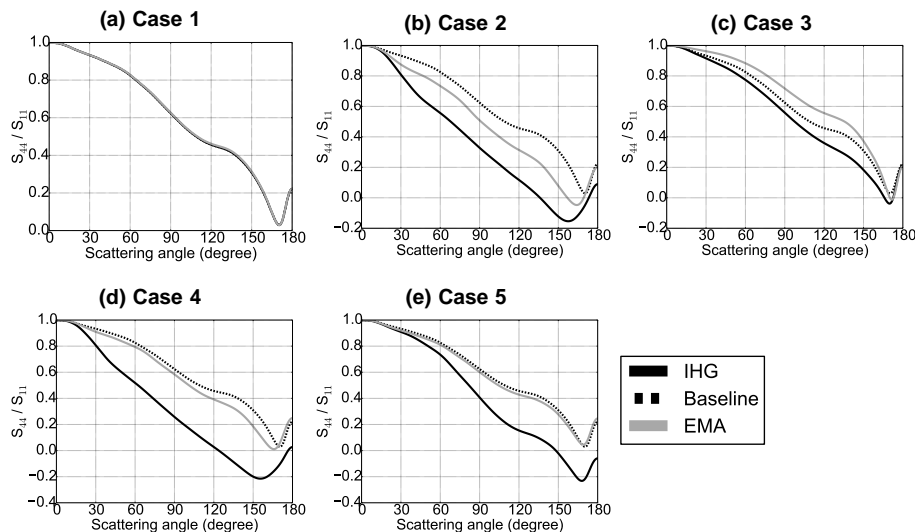 (a) Case 1
(b) Case 2
(c) Case 3
1.0
0.8
0.6
0.4
0.2
0.0
S44 / S11
0 30 60 90 120 150 180
Scattering angle (degree)
1.0
0.8
0.6
0.4
0.2
0.0
−0.2
S44 / S11
0 30 60 90 120 150 180
Scattering angle (degree)
1.0
0.8
0.6
0.4
0.2
0.0
−0.2
S44 / S11
0 30 60 90 120 150 180
Scattering angle (degree)
(d) Case 4
(e) Case 5
1.0
0.8
0.6
0.4
0.2
0.0
−0.2
−0.4
S44 / S11
0 30 60 90 120 150 180
Scattering angle (degree)
1.0
0.8
0.6
0.4
0.2
0.0
−0.2
−0.4
S44 / S11
0 30 60 90 120 150 180
Scattering angle (degree)
IHG
Baseline
EMA